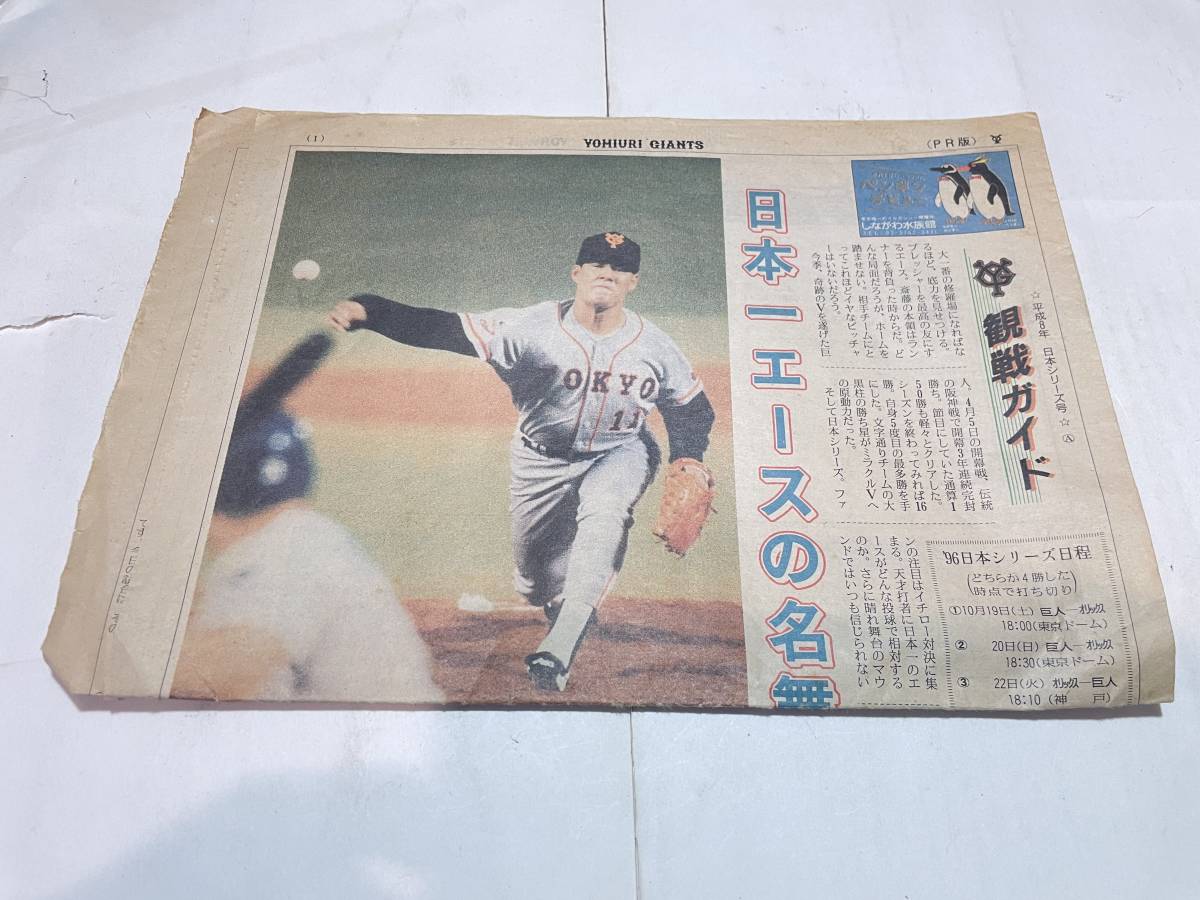 (1)
YOHIURI GIANTS
(PR版)
しながわ水族館
観戦ガイド
☆平成8年 日本シリーズ号☆Ⓐ
日本一エースの名無
OKYO
11
大一番の修羅場になればな
るほど、底力を見せつける。
プレッシャーを最高の友にす
るエース。斎藤の本領はラン
ナーを背負った時からだ。ど
んな局面だろうが、ホームを
踏ませない。相手チームにと
ってこれほどイヤなピッチャ
ーはいないだろう。
今季、奇跡のVを遂げた巨
人。4月5日の開幕戦、伝統
の阪神戦で開幕3年連続完封
勝ち。節目にしていた通算1
50勝も軽々とクリアした。
シーズンを終わってみれば16
勝。自身5度目の最多勝を手
にした。文字通りチームの大
黒柱の勝ち星がミラクルVへ
の原動力だった。
そして日本シリーズ。ファ
ンの注目はイチロー対決に集
まる。天才打者に日本一のエ
ースがどんな投球で相対する
のか。さらに晴れ舞台のマウ
ンドではいつも信じられない
'96日本シリーズ日程
(どちらか4勝した
時点で打ち切り)
①10月19日(土) 巨人―オリックス
18:00(東京ドーム)
② 20日(日) 巨人―オリックス
18:30(東京ドーム)
③ 22日(火) オリックス―巨人
18:10(神 戸)